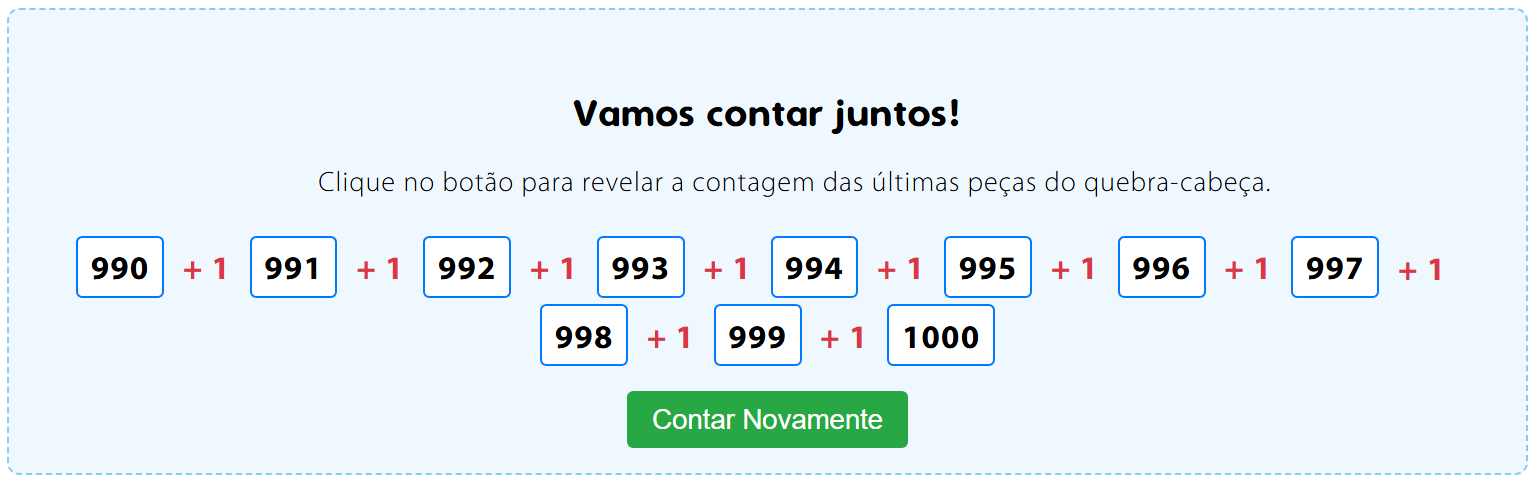 Vamos contar juntos!
Clique no botão para revelar a contagem das últimas peças do quebra-cabeça.
990 + 1 991 + 1 992 + 1 993 + 1 994 + 1 995 + 1 996 + 1 997 + 1
998 + 1 999 + 1 1000
Contar Novamente